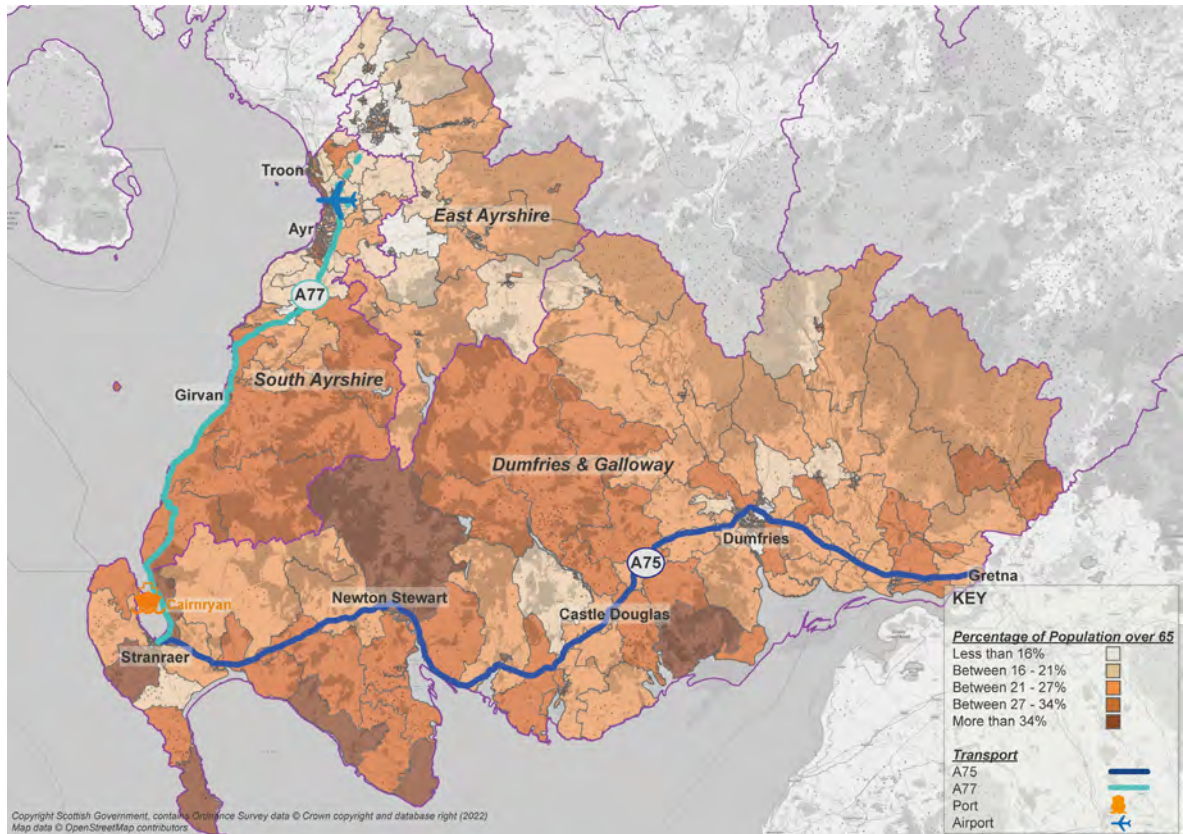 Troon
Ayr
East Ayrshire
A77
South Ayrshire
Girvan
Dumfries & Galloway
Dumfries
A75
Gretna
Cairnryan
Newton Stewart
Castle Douglas
Stranraer
KEY
Percentage of Population over 65
Less than 16%
Between 16 - 21%
Between 21 - 27%
Between 27 - 34%
More than 34%
Transport
A75
A77
Port
Airport
Copyright Scottish Government, contains Ordnance Survey data © Crown copyright and database right (2022)
Map data © OpenStreetMap contributors